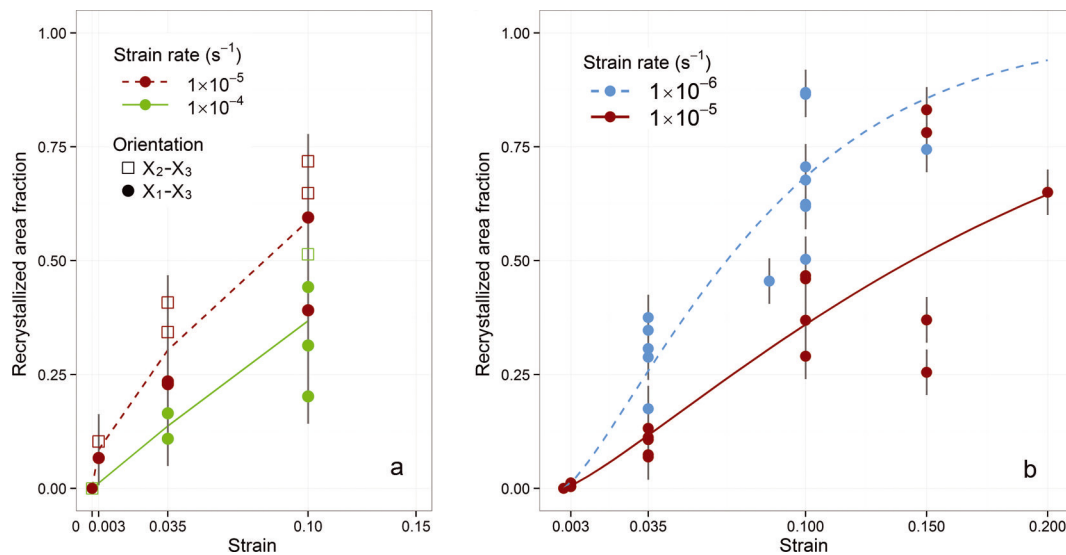 1.00
0.75
0.50
0.25
0.00
Recrystallized area fraction
Strain rate (s⁻¹)
1×10⁻⁵
1×10⁻⁴
Orientation
X₂-X₃
X₁-X₃
a
0 0.003 0.035 0.10 0.15
Strain
1.00
0.75
0.50
0.25
0.00
Recrystallized area fraction
Strain rate (s⁻¹)
1×10⁻⁶
1×10⁻⁵
b
0.003 0.035 0.100 0.150 0.200
Strain